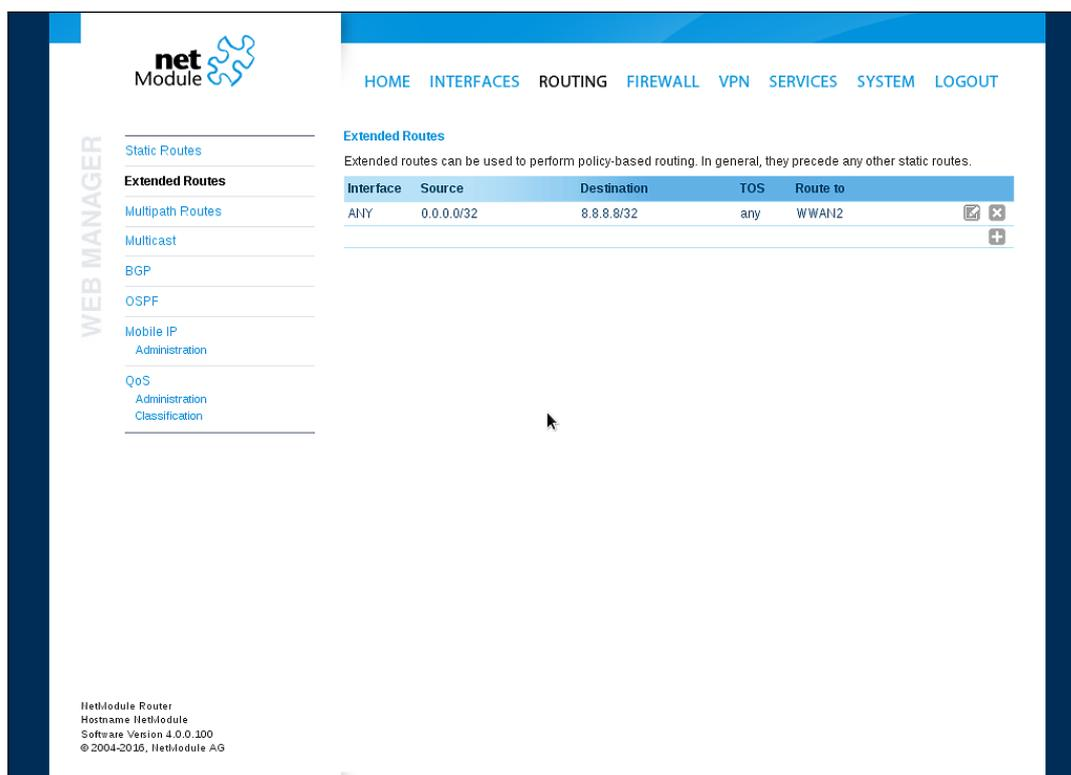 net
Module
HOME INTERFACES ROUTING FIREWALL VPN SERVICES SYSTEM LOGOUT
WEB MANAGER
Static Routes
Extended Routes
Multipath Routes
Multicast
BGP
OSPF
Mobile IP
Administration
QoS
Administration
Classification
Extended Routes
Extended routes can be used to perform policy-based routing. In general, they precede any other static routes.
Interface Source Destination TOS Route to
ANY 0.0.0.0/32 8.8.8.8/32 any WWAN2
NetModule Router
Hostname NetModule
Software Version 4.0.0.100
© 2004-2016, NetModule AG